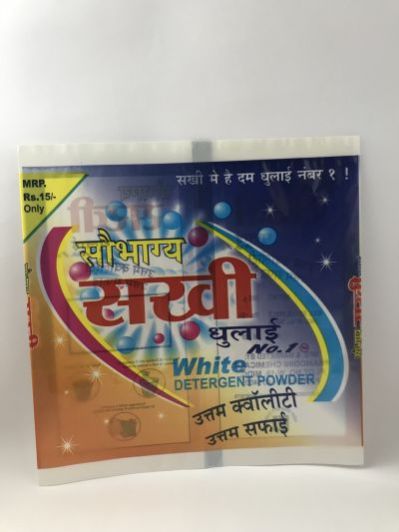 MRP.
Rs.15/-
Only
सखी मे है दम धुलाई नंबर १ !
सौभाग्य
सखी
धुलाई
No.1
White
DETERGENT POWDER
उत्तम क्वॉलीटी
उत्तम सफाई